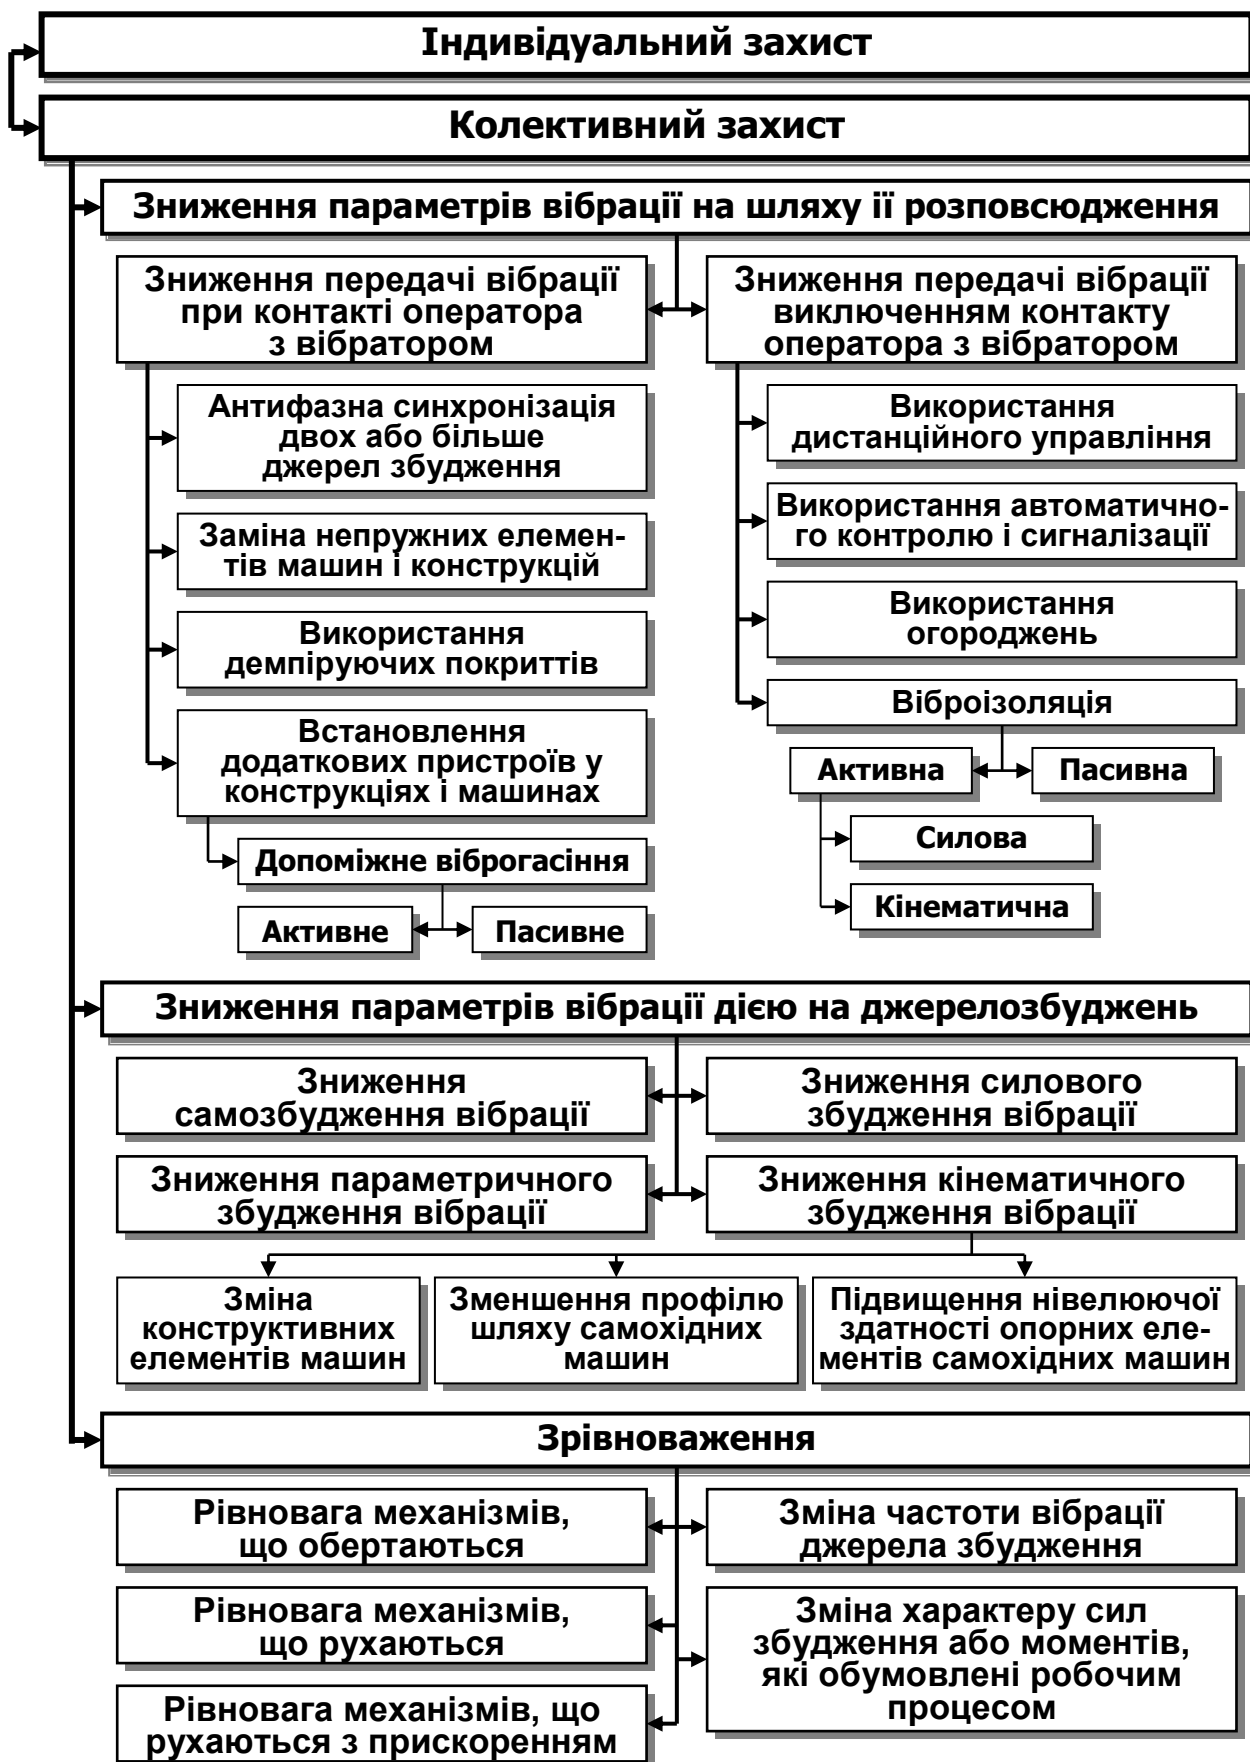 Індивідуальний захист
Колективний захист
Зниження параметрів вібрації на шляху ії розповсюдження
Зниження передачі вібрації
при контакті оператора
з вібратором
Антифазна синхронізація
двох або більше
джерел збудження
Заміна непружних елемен-
тів машин і конструкцій
Використання
демпіруючих покриттів
Встановлення
додаткових пристроїв у
конструкціях і машинах
Допоміжне віброгасіння
Активне
Пасивне
Зниження передачі вібрації
виключенням контакту
оператора з вібратором
Використання
дистанційного управління
Використання автоматично-
го контролю і сигналізації
Використання
огороджень
Віброізоляція
Активна
Пасивна
Силова
Кінематична
Зниження параметрів вібрації дією на джерелозбуджень
Зниження
самозбудження вібрації
Зниження силового
збудження вібрації
Зниження параметричного
збудження вібрації
Зниження кінематичного
збудження вібрації
Зміна
конструктивних
елементів машин
Зменшення профілю
шляху самохідних
машин
Підвищення нівелюючої
здатності опорних еле-
ментів самохідних машин
Зрівноваження
Рівновага механізмів,
що обертаються
Рівновага механізмів,
що рухаються
Рівновага механізмів, що
рухаються з прискоренням
Зміна частоти вібрації
джерела збудження
Зміна характеру сил
збудження або моментів,
які обумовлені робочим
процесом